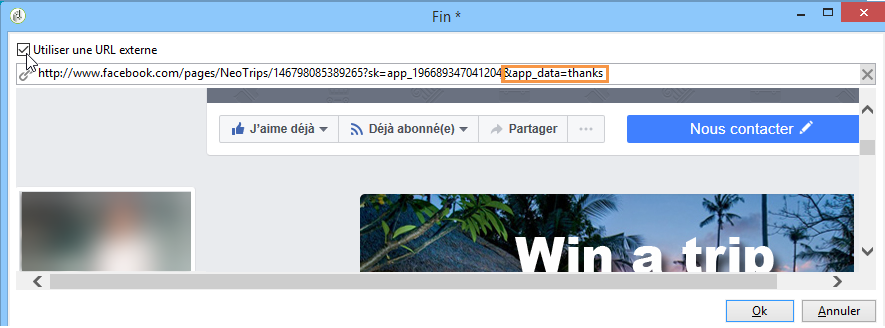 Fin *
Utiliser une URL externe
http://www.facebook.com/pages/NeoTrips/146798085389265?sk=app_196689347041204&app_data=thanks
J'aime déjà Déjà abonné(e) Partager ... Nous contacter
Win a trip
Ok Annuler